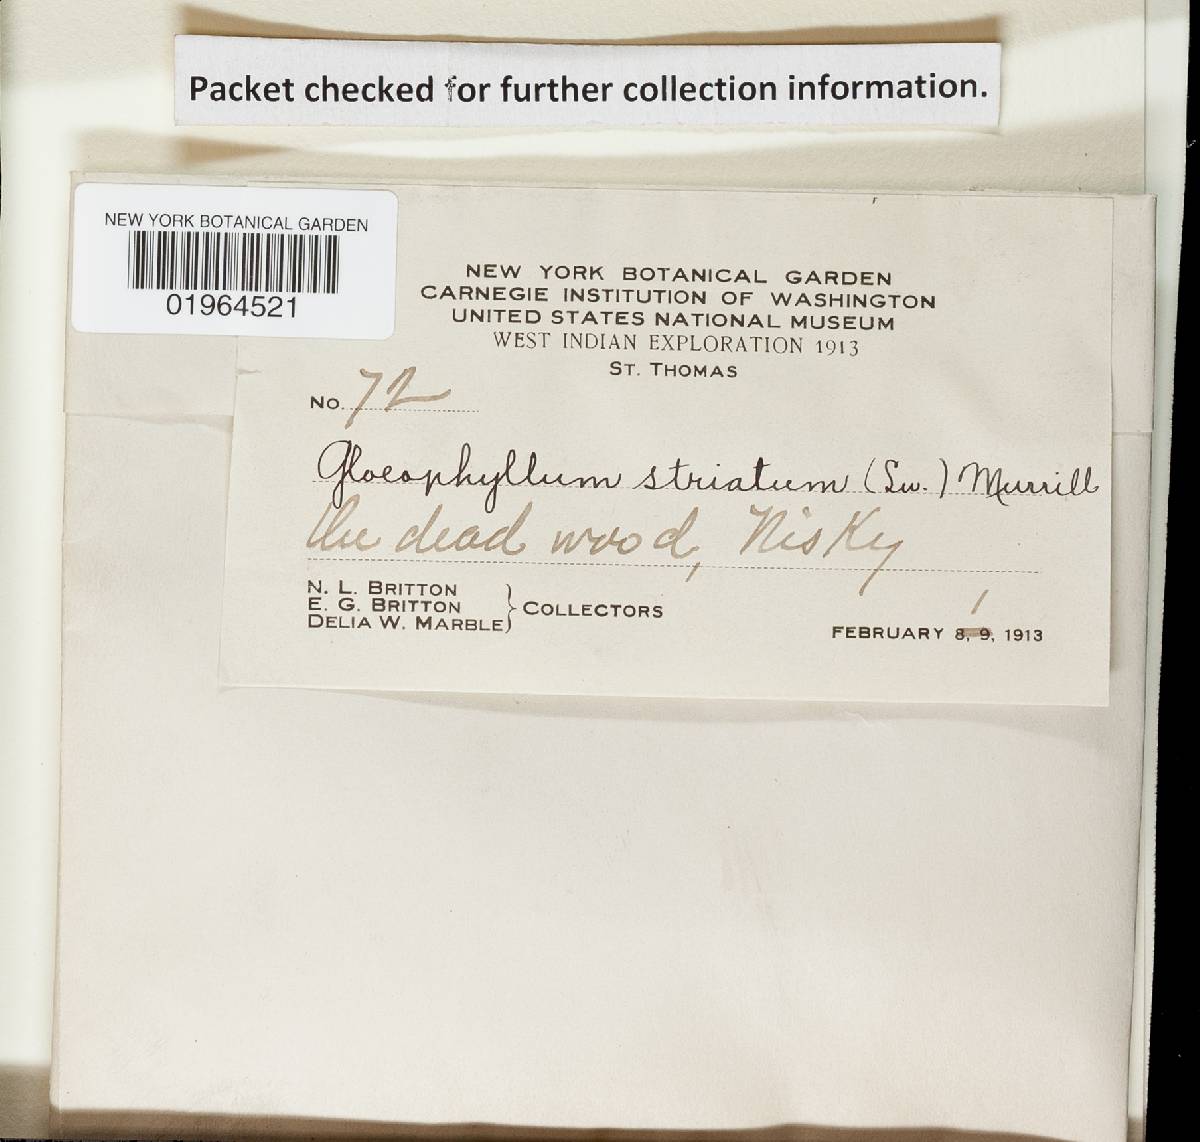 Packet checked for further collection information.
NEW YORK BOTANICAL GARDEN
01964521
NEW YORK BOTANICAL GARDEN
CARNEGIE INSTITUTION OF WASHINGTON
UNITED STATES NATIONAL MUSEUM
WEST INDIAN EXPLORATION 1913
ST. THOMAS
No. 72
Gloeophyllum striatum (Sw.) Murrill
dead wood, Nisky
N. L. BRITTON
E. G. BRITTON
DELIA W. MARBLE
} COLLECTORS
1
FEBRUARY 8, 9, 1913